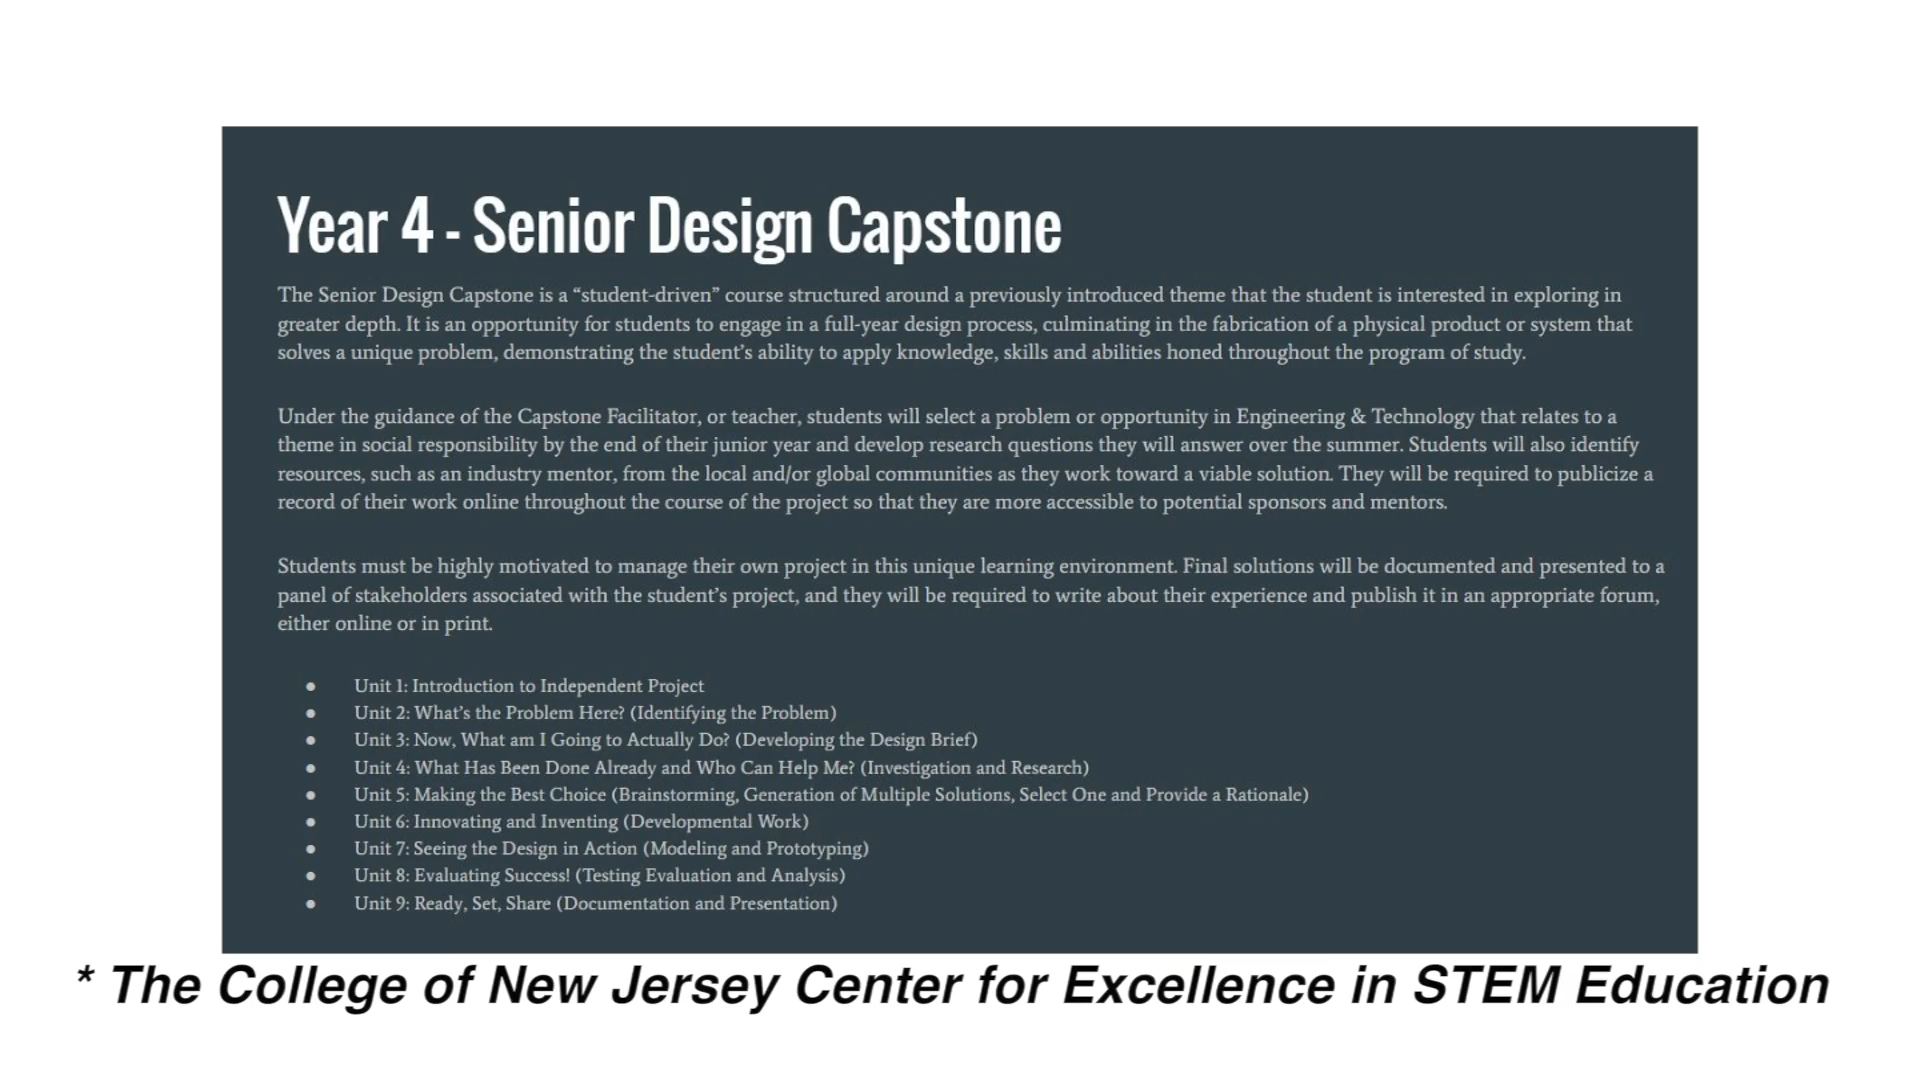 Year 4 - Senior Design Capstone
The Senior Design Capstone is a “student-driven” course structured around a previously introduced theme that the student is interested in exploring in
greater depth. It is an opportunity for students to engage in a full-year design process, culminating in the fabrication of a physical product or system that
solves a unique problem, demonstrating the student’s ability to apply knowledge, skills and abilities honed throughout the program of study.
Under the guidance of the Capstone Facilitator, or teacher, students will select a problem or opportunity in Engineering & Technology that relates to a
theme in social responsibility by the end of their junior year and develop research questions they will answer over the summer. Students will also identify
resources, such as an industry mentor, from the local and/or global communities as they work toward a viable solution. They will be required to publicize a
record of their work online throughout the course of the project so that they are more accessible to potential sponsors and mentors.
Students must be highly motivated to manage their own project in this unique learning environment. Final solutions will be documented and presented to a
panel of stakeholders associated with the student’s project, and they will be required to write about their experience and publish it in an appropriate forum,
either online or in print.
● Unit 1: Introduction to Independent Project
● Unit 2: What’s the Problem Here? (Identifying the Problem)
● Unit 3: Now, What am I Going to Actually Do? (Developing the Design Brief)
● Unit 4: What Has Been Done Already and Who Can Help Me? (Investigation and Research)
● Unit 5: Making the Best Choice (Brainstorming, Generation of Multiple Solutions, Select One and Provide a Rationale)
● Unit 6: Innovating and Inventing (Developmental Work)
● Unit 7: Seeing the Design in Action (Modeling and Prototyping)
● Unit 8: Evaluating Success! (Testing Evaluation and Analysis)
● Unit 9: Ready, Set, Share (Documentation and Presentation)
* The College of New Jersey Center for Excellence in STEM Education